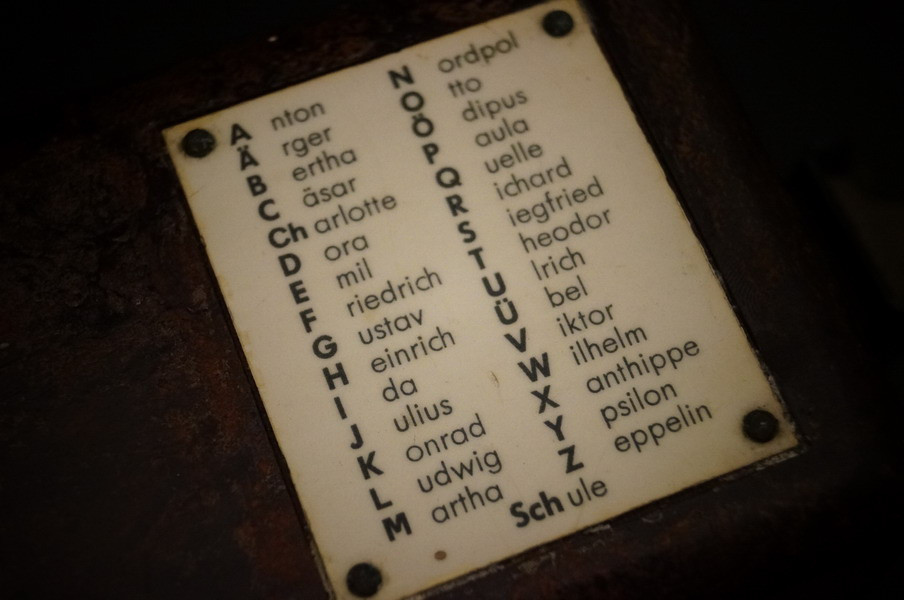 A nton
Ä rger
B ertha
C äsar
Ch arlotte
D ora
E mil
F riedrich
G ustav
H einrich
I da
J ulius
K onrad
L udwig
M artha
N ordpol
O tto
Ö dipus
P aula
Q uelle
R ichard
S iegfried
T heodor
U lrich
Ü bel
V iktor
W ilhelm
X anthippe
Y psilon
Z eppelin
Sch ule